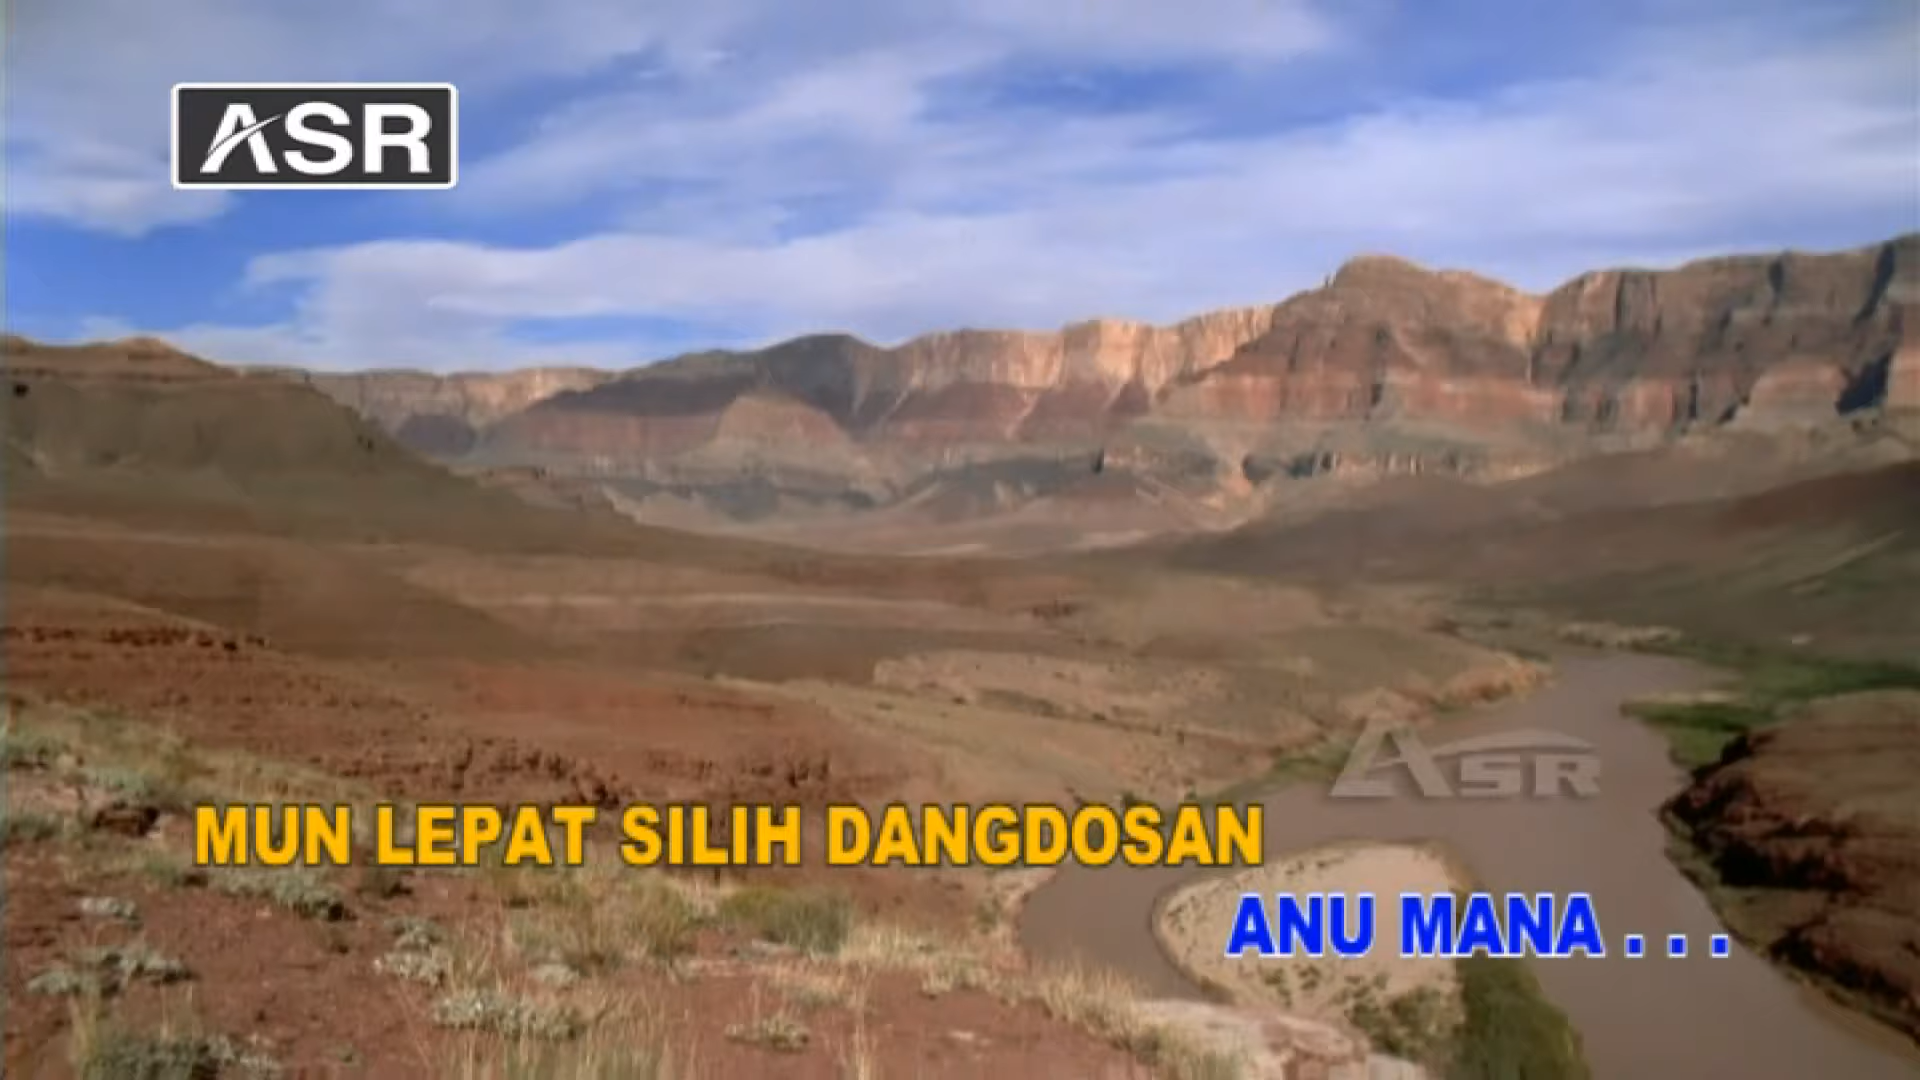 ASR
ASR
MUN LEPAT SILIH DANGDOSAN
ANU MANA . . .